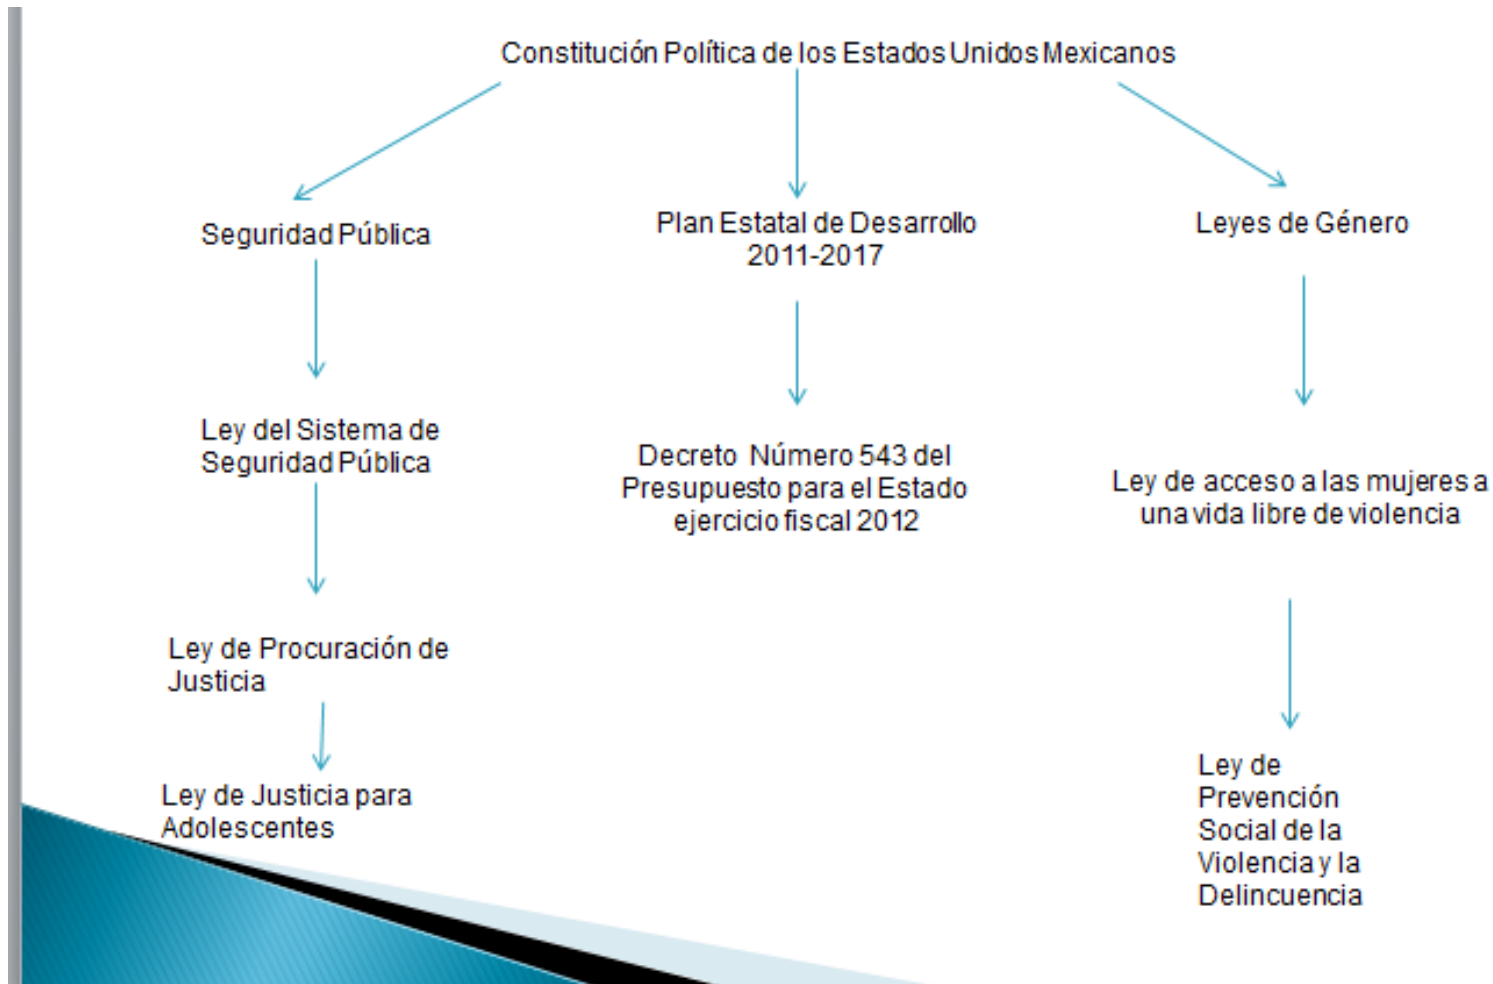 Constitución Política de los Estados Unidos Mexicanos
Seguridad Pública
Plan Estatal de Desarrollo
2011-2017
Leyes de Género
Ley del Sistema de
Seguridad Pública
Decreto Número 543 del
Presupuesto para el Estado
ejercicio fiscal 2012
Ley de acceso a las mujeres a
una vida libre de violencia
Ley de Procuración de
Justicia
Ley de Justicia para
Adolescentes
Ley de
Prevención
Social de la
Violencia y la
Delincuencia